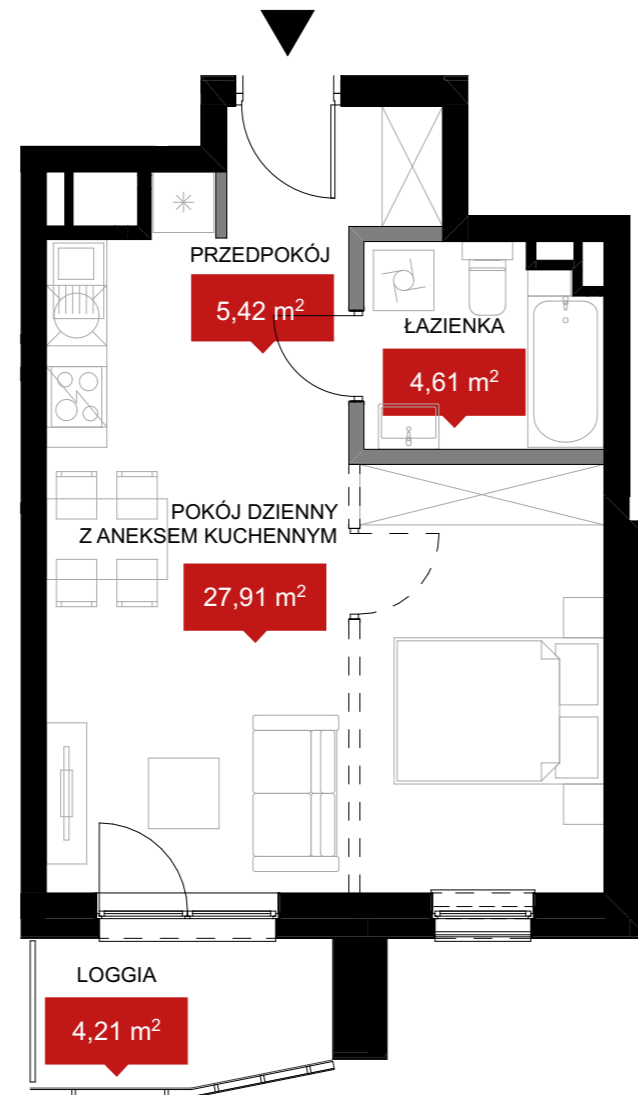 PRZEDPOKÓJ
5,42 m²
ŁAZIENKA
4,61 m²
POKÓJ DZIENNY
Z ANEKSEM KUCHENNYM
27,91 m²
LOGGIA
4,21 m²